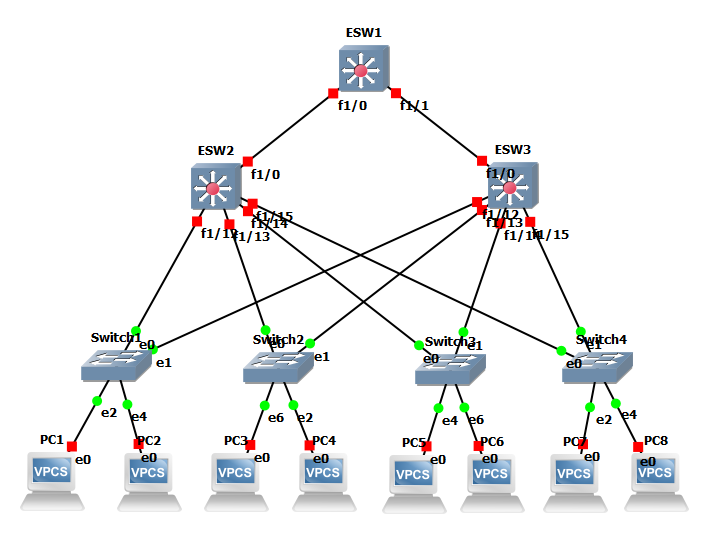 ESW1
f1/0
f1/1
ESW2
ESW3
f1/0
f1/0
f1/15
f1/14
f1/12
f1/13
f1/12
f1/13
f1/14
f1/15
Switch1
e0
e1
Switch2
e0
e1
Switch3
e0
e1
Switch4
e0
e1
e2
e4
e6
e2
e4
e6
e2
e4
PC1
e0
PC2
e0
PC3
e0
PC4
e0
PC5
e0
PC6
e0
PC7
e0
PC8
e0
VPCS
VPCS
VPCS
VPCS
VPCS
VPCS
VPCS
VPCS